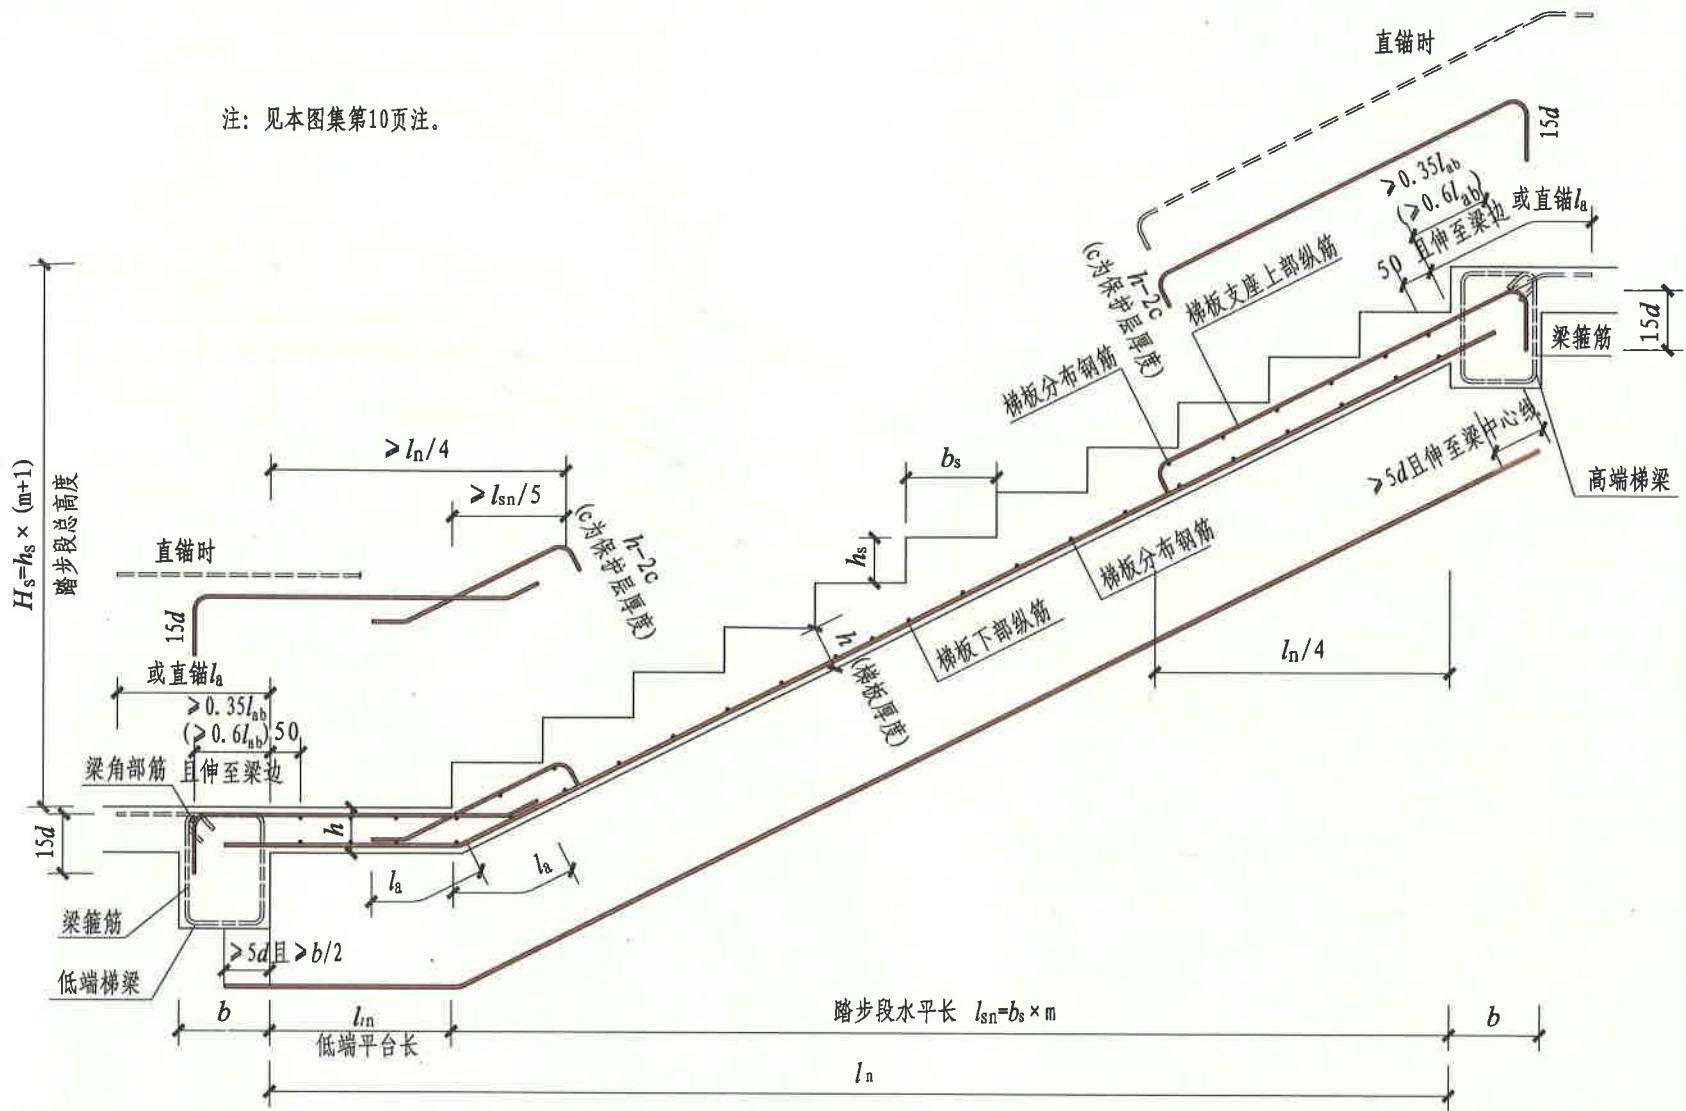 直锚时
注：见本图集第10页注。
15d
≥0.35lab
(≥0.6lab)
或直锚la
且伸至梁边
50
h-2c
(c为保护层厚度)
梯板支座上部纵筋
梯板分布钢筋
梁箍筋
15d
≥5d且伸至梁中心线
高端梯梁
Hs=hs×(m+1)
踏步段总高度
≥ln/4
≥lsn/5
bs
hs
h-2c
(c为保护层厚度)
直锚时
15d
梯板分布钢筋
梯板下部纵筋
h
(梯板厚度)
ln/4
或直锚la
≥0.35lab
(≥0.6lab)
50
梁角部筋
且伸至梁边
15d
h
la
la
梁箍筋
≥5d且≥b/2
低端梯梁
b
lln
低端平台长
踏步段水平长 lsn=bs×m
b
ln